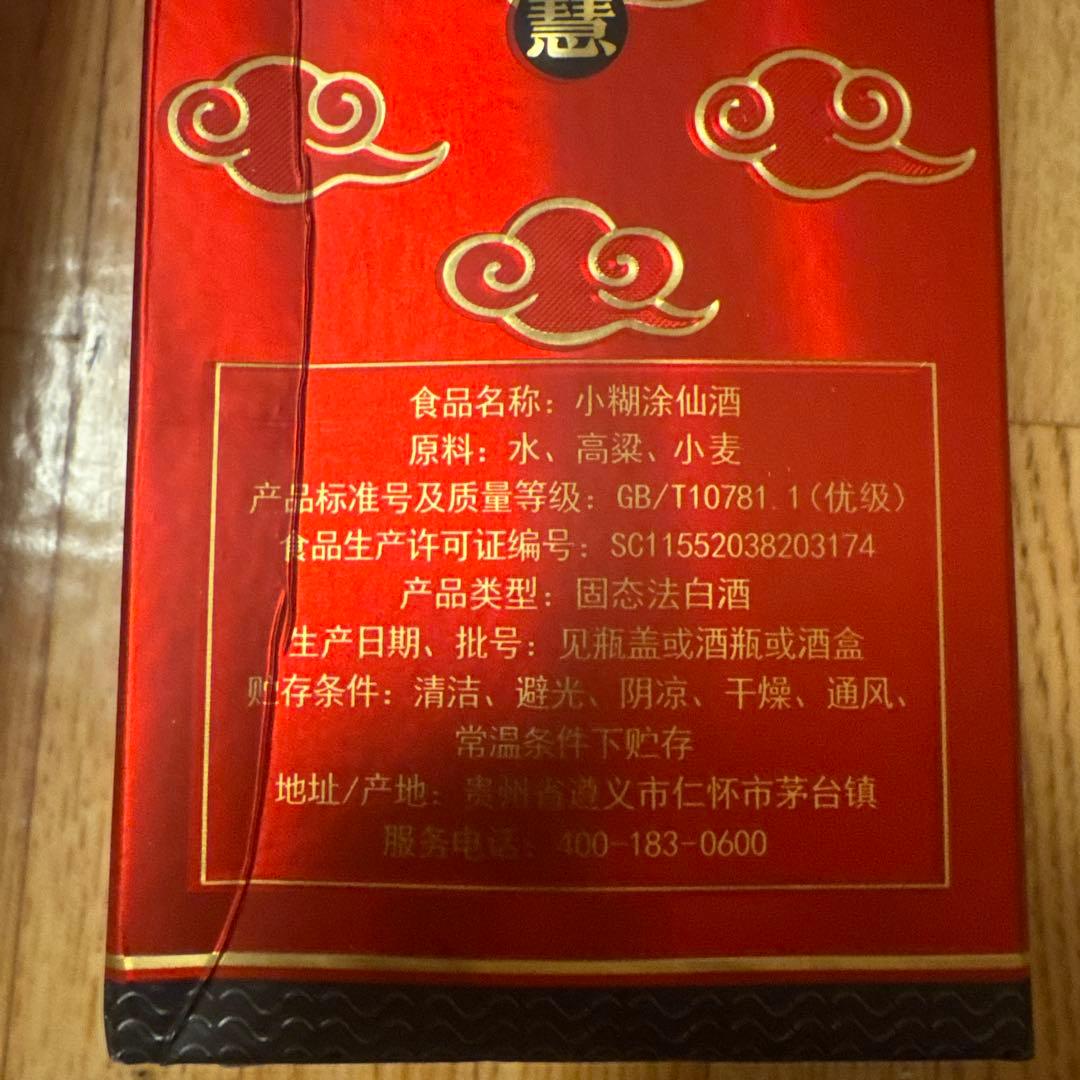 慧
食品名称：小糊涂仙酒
原料：水、高粱、小麦
产品标准号及质量等级：GB/T10781.1(优级)
食品生产许可证编号：SC11552038203174
产品类型：固态法白酒
生产日期、批号：见瓶盖或酒瓶或酒盒
贮存条件：清洁、避光、阴凉、干燥、通风、
常温条件下贮存
地址/产地：贵州省遵义市仁怀市茅台镇
服务电话：400-183-0600